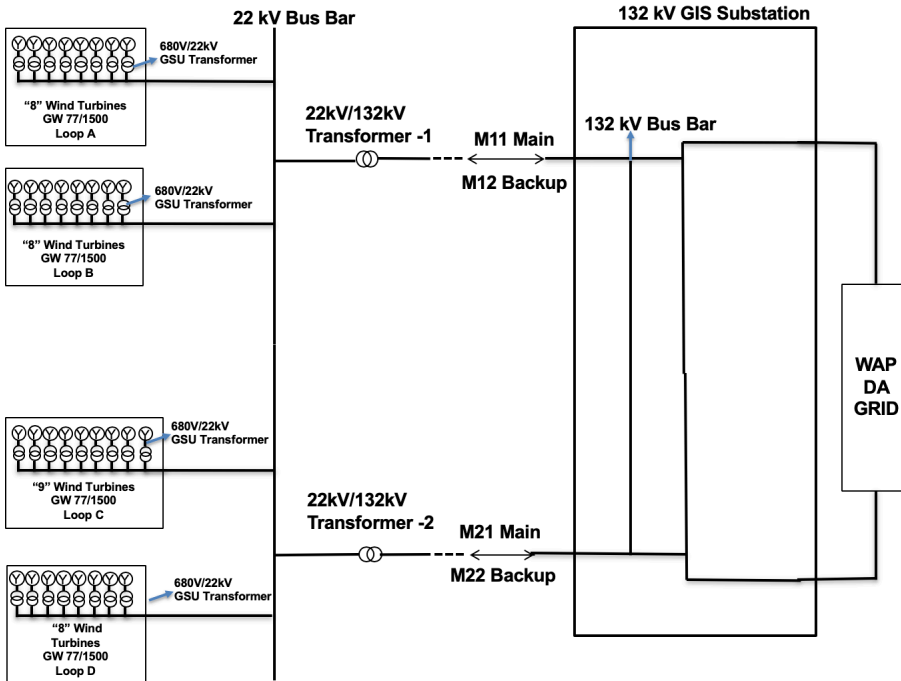 22 kV Bus Bar
132 kV GIS Substation
680V/22kV
GSU Transformer
“8” Wind Turbines
GW 77/1500
Loop A
22kV/132kV
Transformer -1
M11 Main
M12 Backup
132 kV Bus Bar
680V/22kV
GSU Transformer
“8” Wind Turbines
GW 77/1500
Loop B
WAP
DA
GRID
680V/22kV
GSU Transformer
“9” Wind Turbines
GW 77/1500
Loop C
22kV/132kV
Transformer -2
M21 Main
M22 Backup
680V/22kV
GSU Transformer
“8” Wind
Turbines
GW 77/1500
Loop D